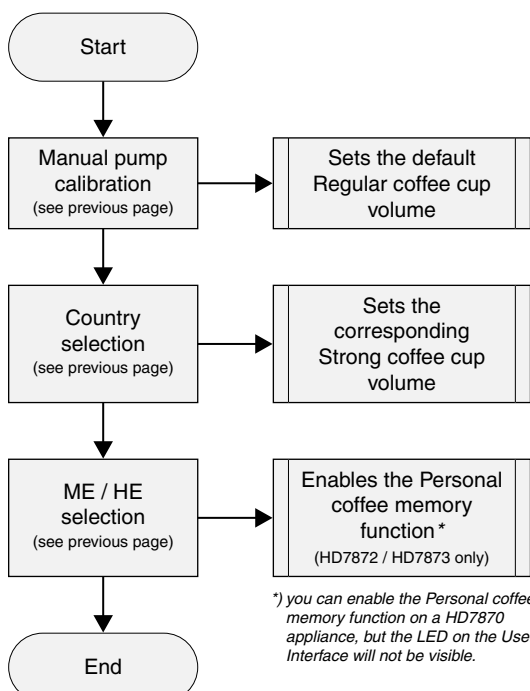 Start
Manual pump
calibration
(see previous page)
Sets the default
Regular coffee cup
volume
Country
selection
(see previous page)
Sets the
corresponding
Strong coffee cup
volume
ME / HE
selection
(see previous page)
Enables the Personal
coffee memory
function*
(HD7872 / HD7873 only)
*) you can enable the Personal coffee
memory function on a HD7870
appliance, but the LED on the Use
Interface will not be visible.
End